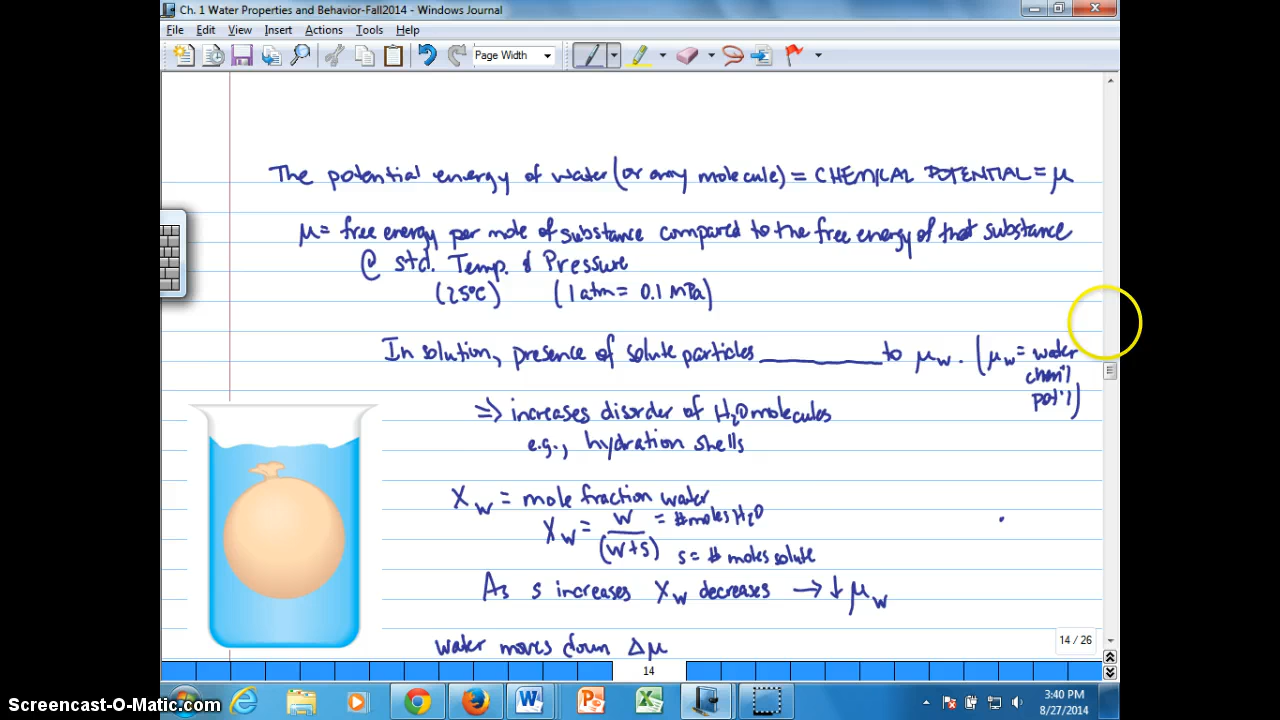 Ch. 1 Water Properties and Behavior-Fall2014 - Windows Journal
File Edit View Insert Actions Tools Help
Page Width
The potential energy of water (or any molecule) = CHEMICAL POTENTIAL = μ
μ = free energy per mole of substance compared to the free energy of that substance
@ std. Temp. & Pressure
(25°C) (1 atm = 0.1 MPa)
In solution, presence of solute particles __________ to μw. (μw = water
chem'l
pot'l)
⇒ increases disorder of H2O molecules
e.g., hydration shells
Xw = mole fraction water
Xw = w = # moles H2O
(w+s) s = # moles solute
As s increases Xw decreases → ↓ μw
water moves down Δμ
14 / 26
14
3:40 PM
8/27/2014
Screencast-O-Matic.com